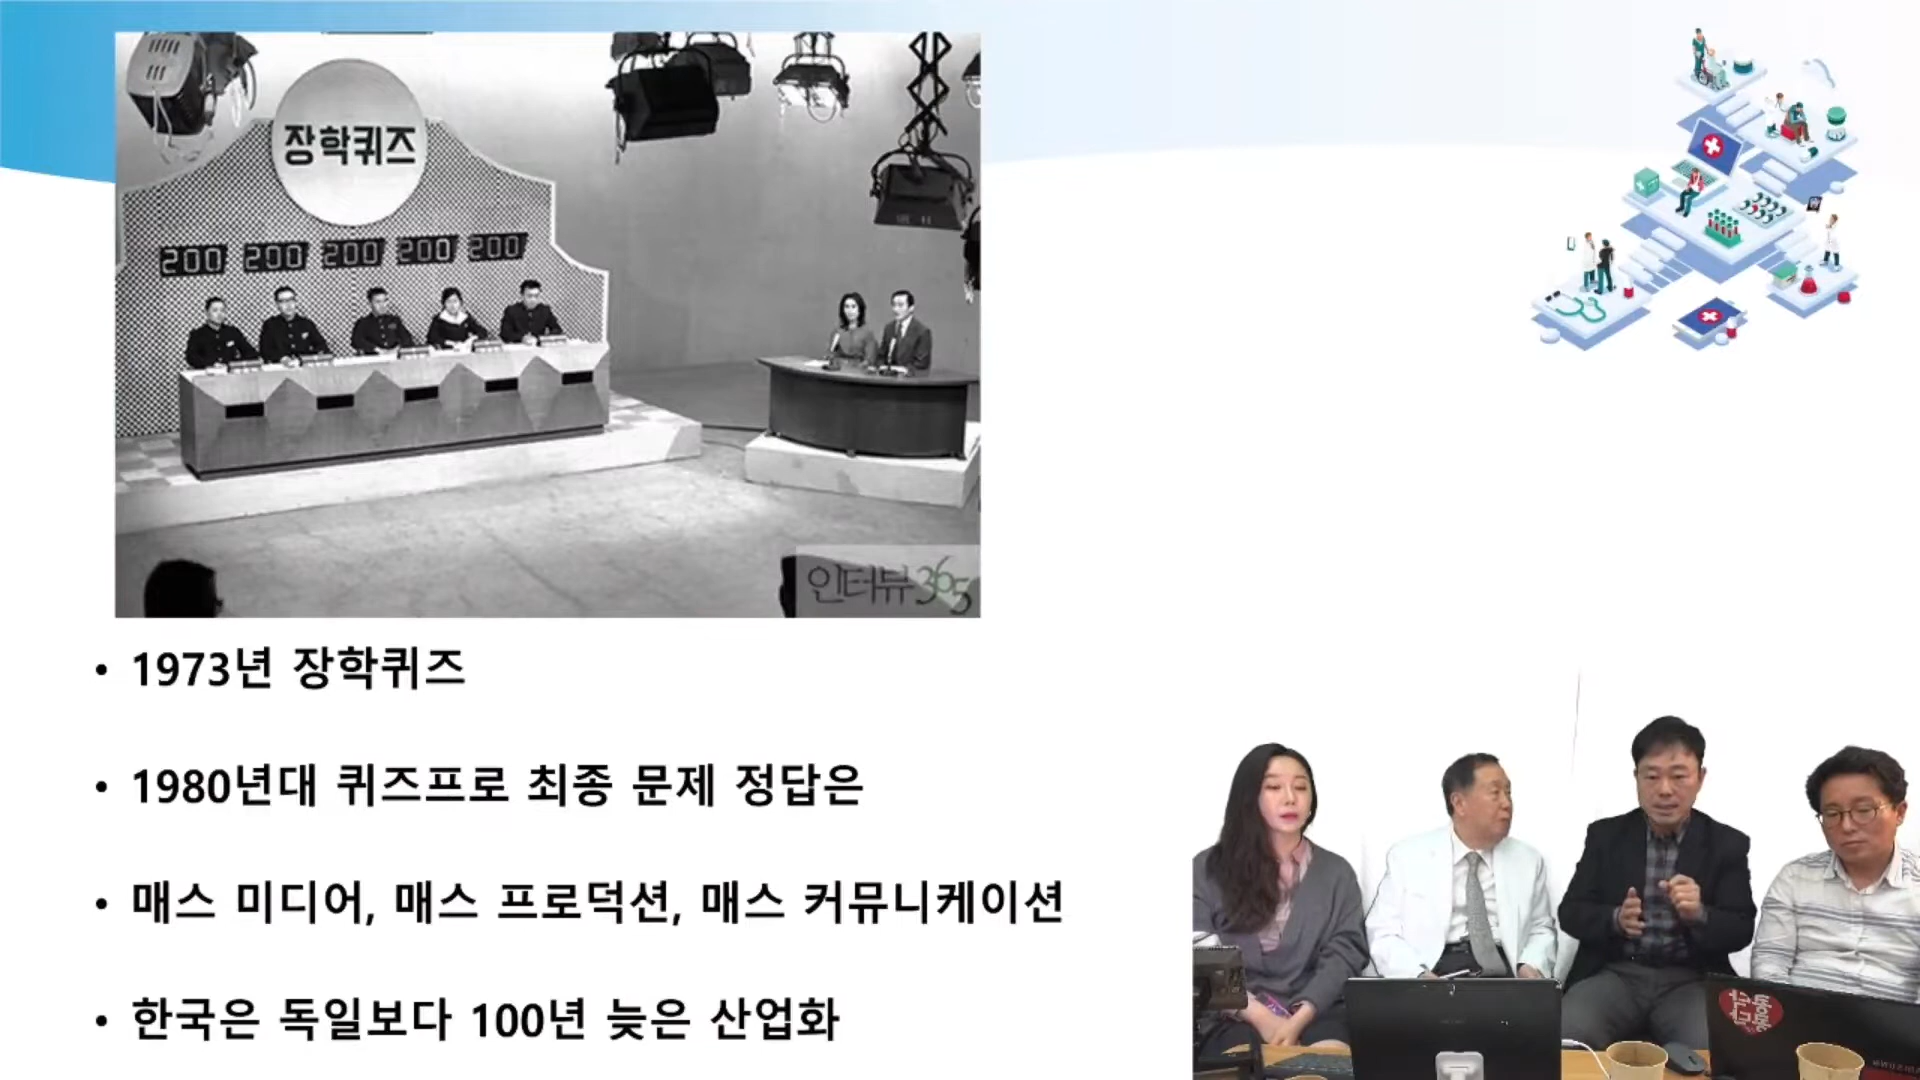 장학퀴즈
200 200 200 200 200
인터뷰365
• 1973년 장학퀴즈
• 1980년대 퀴즈프로 최종 문제 정답은
• 매스 미디어, 매스 프로덕션, 매스 커뮤니케이션
• 한국은 독일보다 100년 늦은 산업화